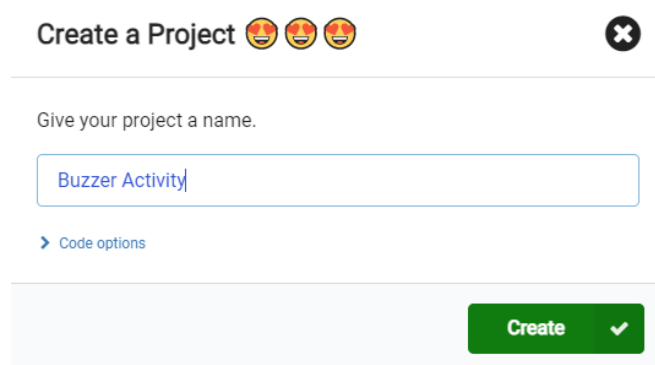 Create a Project 😍 😍 😍
Give your project a name.
Buzzer Activity
Code options
Create